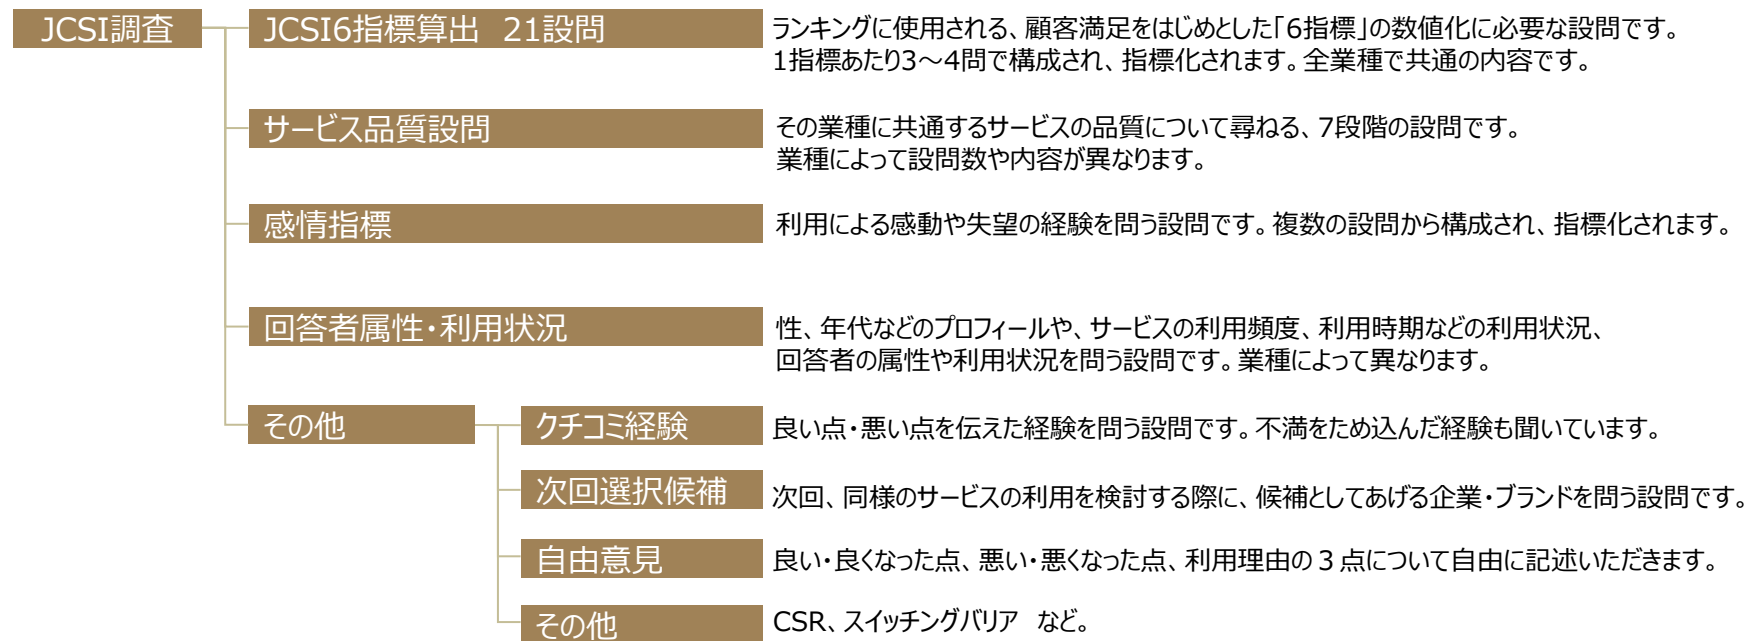 JCSI調査
JCSI6指標算出　21設問
ランキングに使用される、顧客満足をはじめとした「6指標」の数値化に必要な設問です。
1指標あたり3～4問で構成され、指標化されます。全業種で共通の内容です。
サービス品質設問
その業種に共通するサービスの品質について尋ねる、7段階の設問です。
業種によって設問数や内容が異なります。
感情指標
利用による感動や失望の経験を問う設問です。複数の設問から構成され、指標化されます。
回答者属性・利用状況
性、年代などのプロフィールや、サービスの利用頻度、利用時期などの利用状況、
回答者の属性や利用状況を問う設問です。業種によって異なります。
その他
クチコミ経験
良い点・悪い点を伝えた経験を問う設問です。不満をため込んだ経験も聞いています。
次回選択候補
次回、同様のサービスの利用を検討する際に、候補としてあげる企業・ブランドを問う設問です。
自由意見
良い・良くなった点、悪い・悪くなった点、利用理由の３点について自由に記述いただきます。
その他
CSR、スイッチングバリア　など。